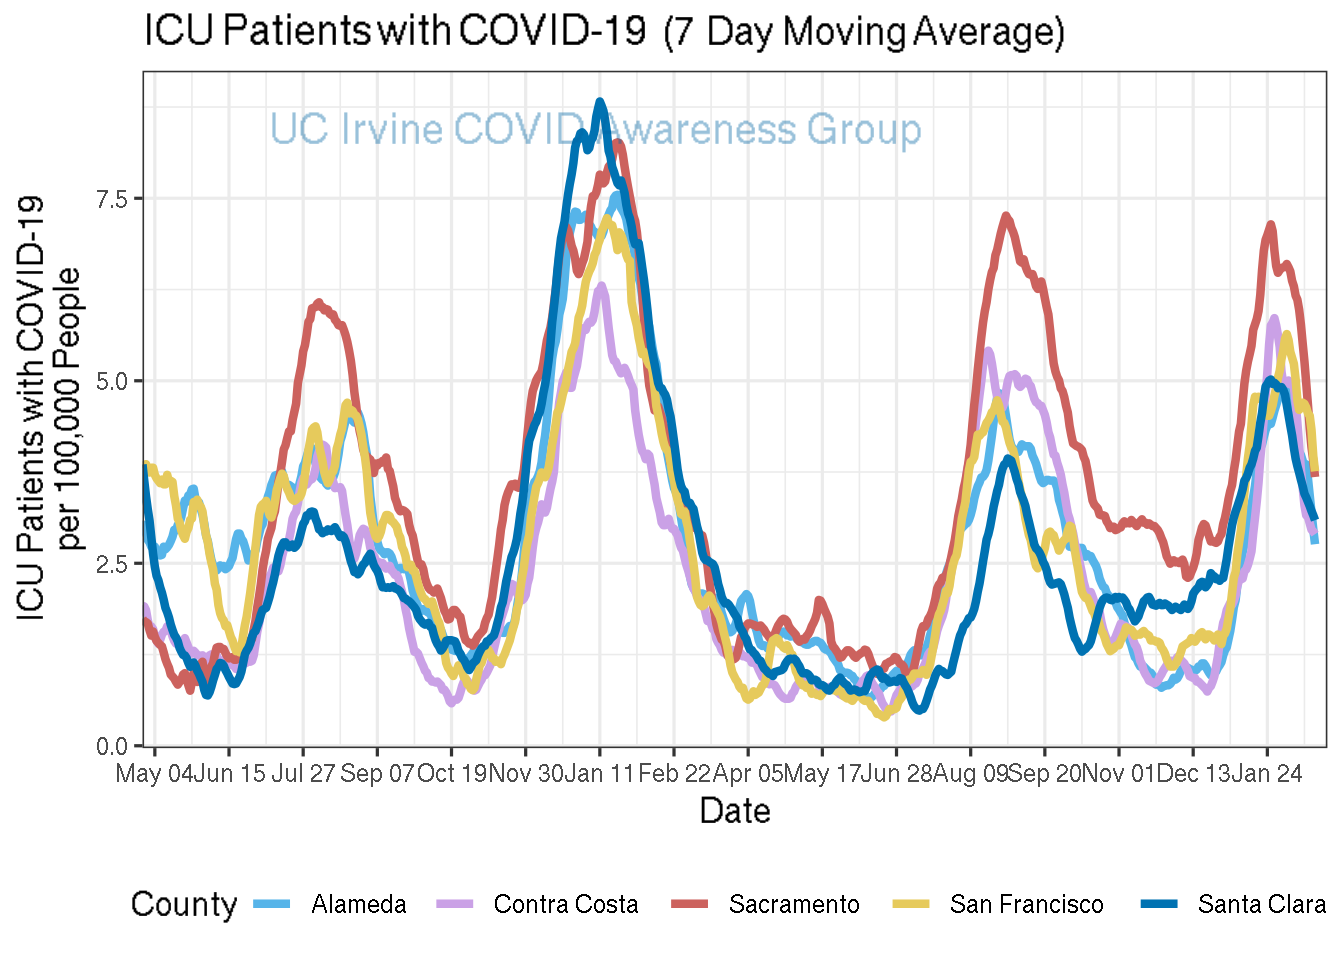 ICU Patients with COVID-19 (7 Day Moving Average)
UC Irvine COVID Awareness Group
ICU Patients with COVID-19
per 100,000 People
7.5
5.0
2.5
0.0
May 04 Jun 15 Jul 27 Sep 07 Oct 19 Nov 30 Jan 11 Feb 22 Apr 05 May 17 Jun 28 Aug 09 Sep 20 Nov 01 Dec 13 Jan 24
Date
County Alameda Contra Costa Sacramento San Francisco Santa Clara